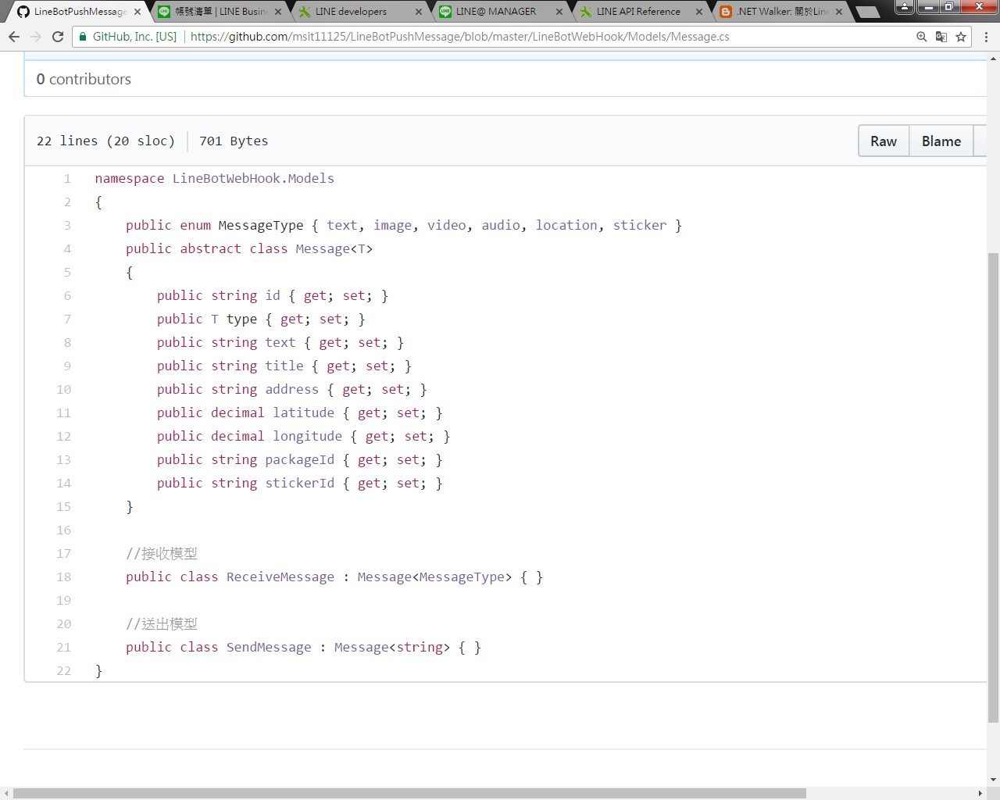 LineBotPushMessage
帳號清單 | LINE Busin
LINE developers
LINE@ MANAGER
LINE API Reference
.NET Walker: 關於Line
GitHub, Inc. [US]
https://github.com/msit11125/LineBotPushMessage/blob/master/LineBotWebHook/Models/Message.cs
0 contributors
22 lines (20 sloc) 701 Bytes
Raw Blame
1 namespace LineBotWebHook.Models
2 {
3 public enum MessageType { text, image, video, audio, location, sticker }
4 public abstract class Message<T>
5 {
6 public string id { get; set; }
7 public T type { get; set; }
8 public string text { get; set; }
9 public string title { get; set; }
10 public string address { get; set; }
11 public decimal latitude { get; set; }
12 public decimal longitude { get; set; }
13 public string packageId { get; set; }
14 public string stickerId { get; set; }
15 }
16
17 //接收模型
18 public class ReceiveMessage : Message<MessageType> { }
19
20 //送出模型
21 public class SendMessage : Message<string> { }
22 }